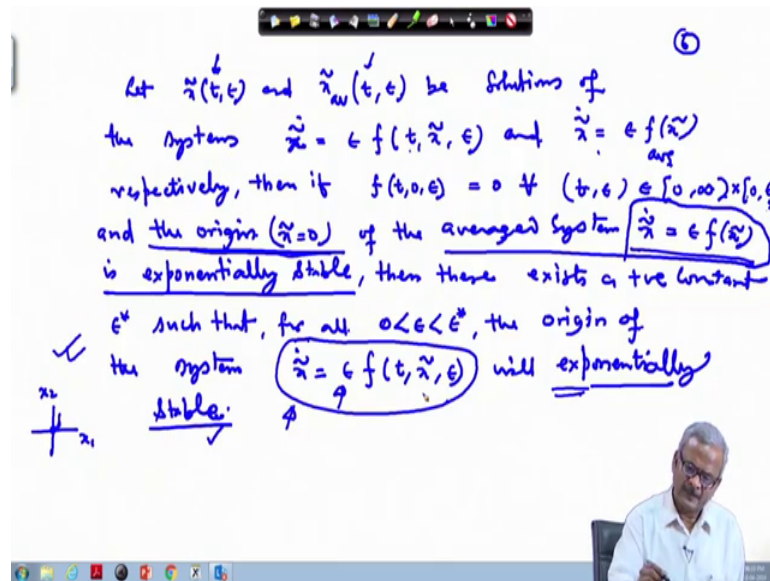 ⑥
Let x̃(t,ϵ) and x̃_av(t,ϵ) be solutions of
the systems x̃̇ = ϵ f(t, x̃, ϵ) and x̃̇ = ϵ f_avg(x̃)
respectively, then if f(t,0,ϵ) = 0 ∀ (t,ϵ) ∈ [0,∞)×[0,ϵ
and the origin (x̃=0) of the averaged system x̃̇ = ϵ f(x̃)
is exponentially stable, then there exists a +ve constant
ϵ* such that, for all 0<ϵ<ϵ*, the origin of
the system x̃̇ = ϵ f(t, x̃, ϵ) will exponentially
stable.
x₂
x₁